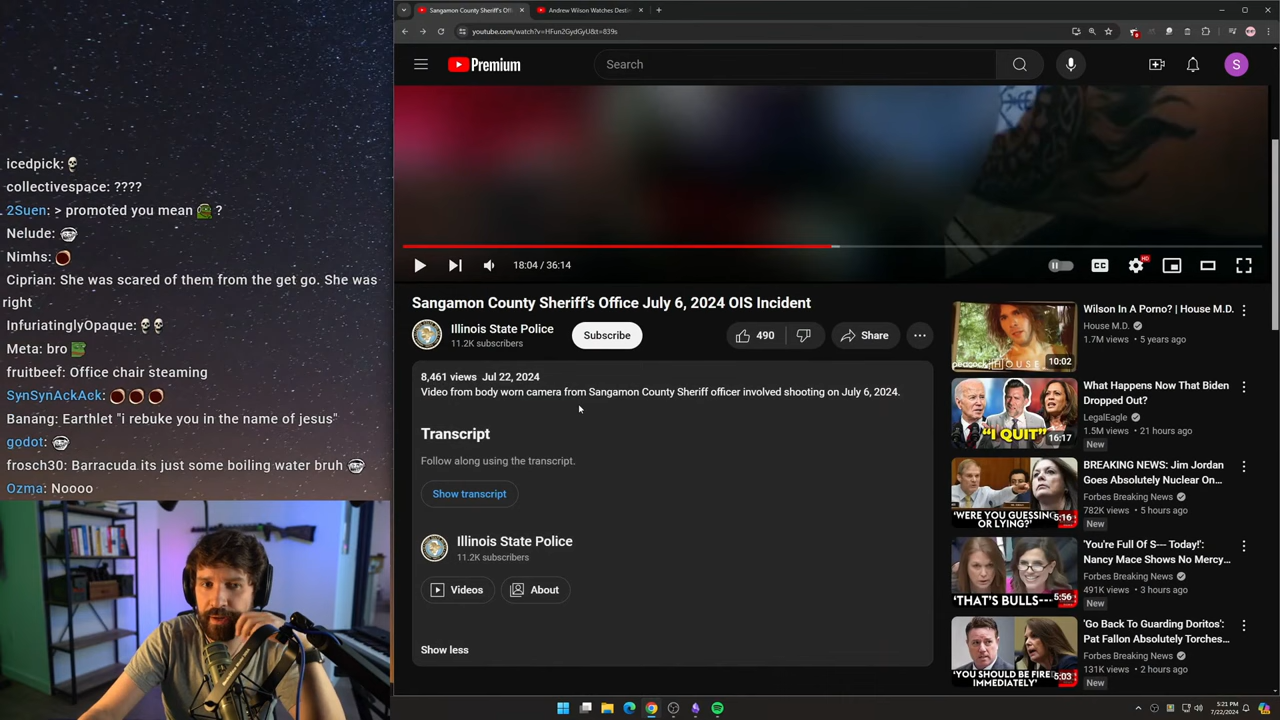 Sangamon County Sheriff's Offi
Andrew Wilson Watches Desti
youtube.com/watch?v=HFun2GydGyU&t=839s
Premium
Search
S
icedpick:
collectivespace: ????
2Suen: > promoted you mean ?
Nelude:
Nimhs:
Ciprian: She was scared of them from the get go. She was
right
InfuriatinglyOpaque:
Meta: bro
fruitbeef: Office chair steaming
SynSynAckAck:
Banang: Earthlet "i rebuke you in the name of jesus"
godot:
frosch30: Barracuda its just some boiling water bruh
Ozma: Noooo
18:04 / 36:14
CC
HD
Sangamon County Sheriff's Office July 6, 2024 OIS Incident
Illinois State Police
11.2K subscribers
Subscribe
490
Share
8,461 views Jul 22, 2024
Video from body worn camera from Sangamon County Sheriff officer involved shooting on July 6, 2024.
Transcript
Follow along using the transcript.
Show transcript
Illinois State Police
11.2K subscribers
Videos
About
Show less
peacock HOUSE
10:02
Wilson In A Porno? | House M.D.
House M.D.
1.7M views • 5 years ago
"I QUIT"
16:17
What Happens Now That Biden
Dropped Out?
LegalEagle
1.5M views • 21 hours ago
New
'WERE YOU GUESSING
OR LYING?'
5:16
BREAKING NEWS: Jim Jordan
Goes Absolutely Nuclear On...
Forbes Breaking News
782K views • 5 hours ago
New
'THAT'S BULLS---
5:56
'You're Full Of S--- Today!':
Nancy Mace Shows No Mercy...
Forbes Breaking News
491K views • 3 hours ago
New
'YOU SHOULD BE FIRED
IMMEDIATELY'
5:03
'Go Back To Guarding Doritos':
Pat Fallon Absolutely Torches...
Forbes Breaking News
131K views • 2 hours ago
New
5:21 PM
7/22/2024